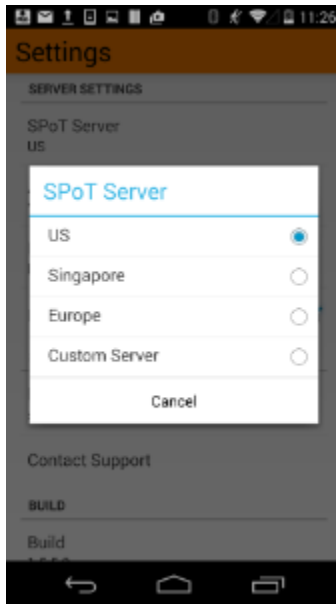 11:26
Settings
SERVER SETTINGS
SPoT Server
US
SPoT Server
US
Singapore
Europe
Custom Server
Cancel
Contact Support
BUILD
Build